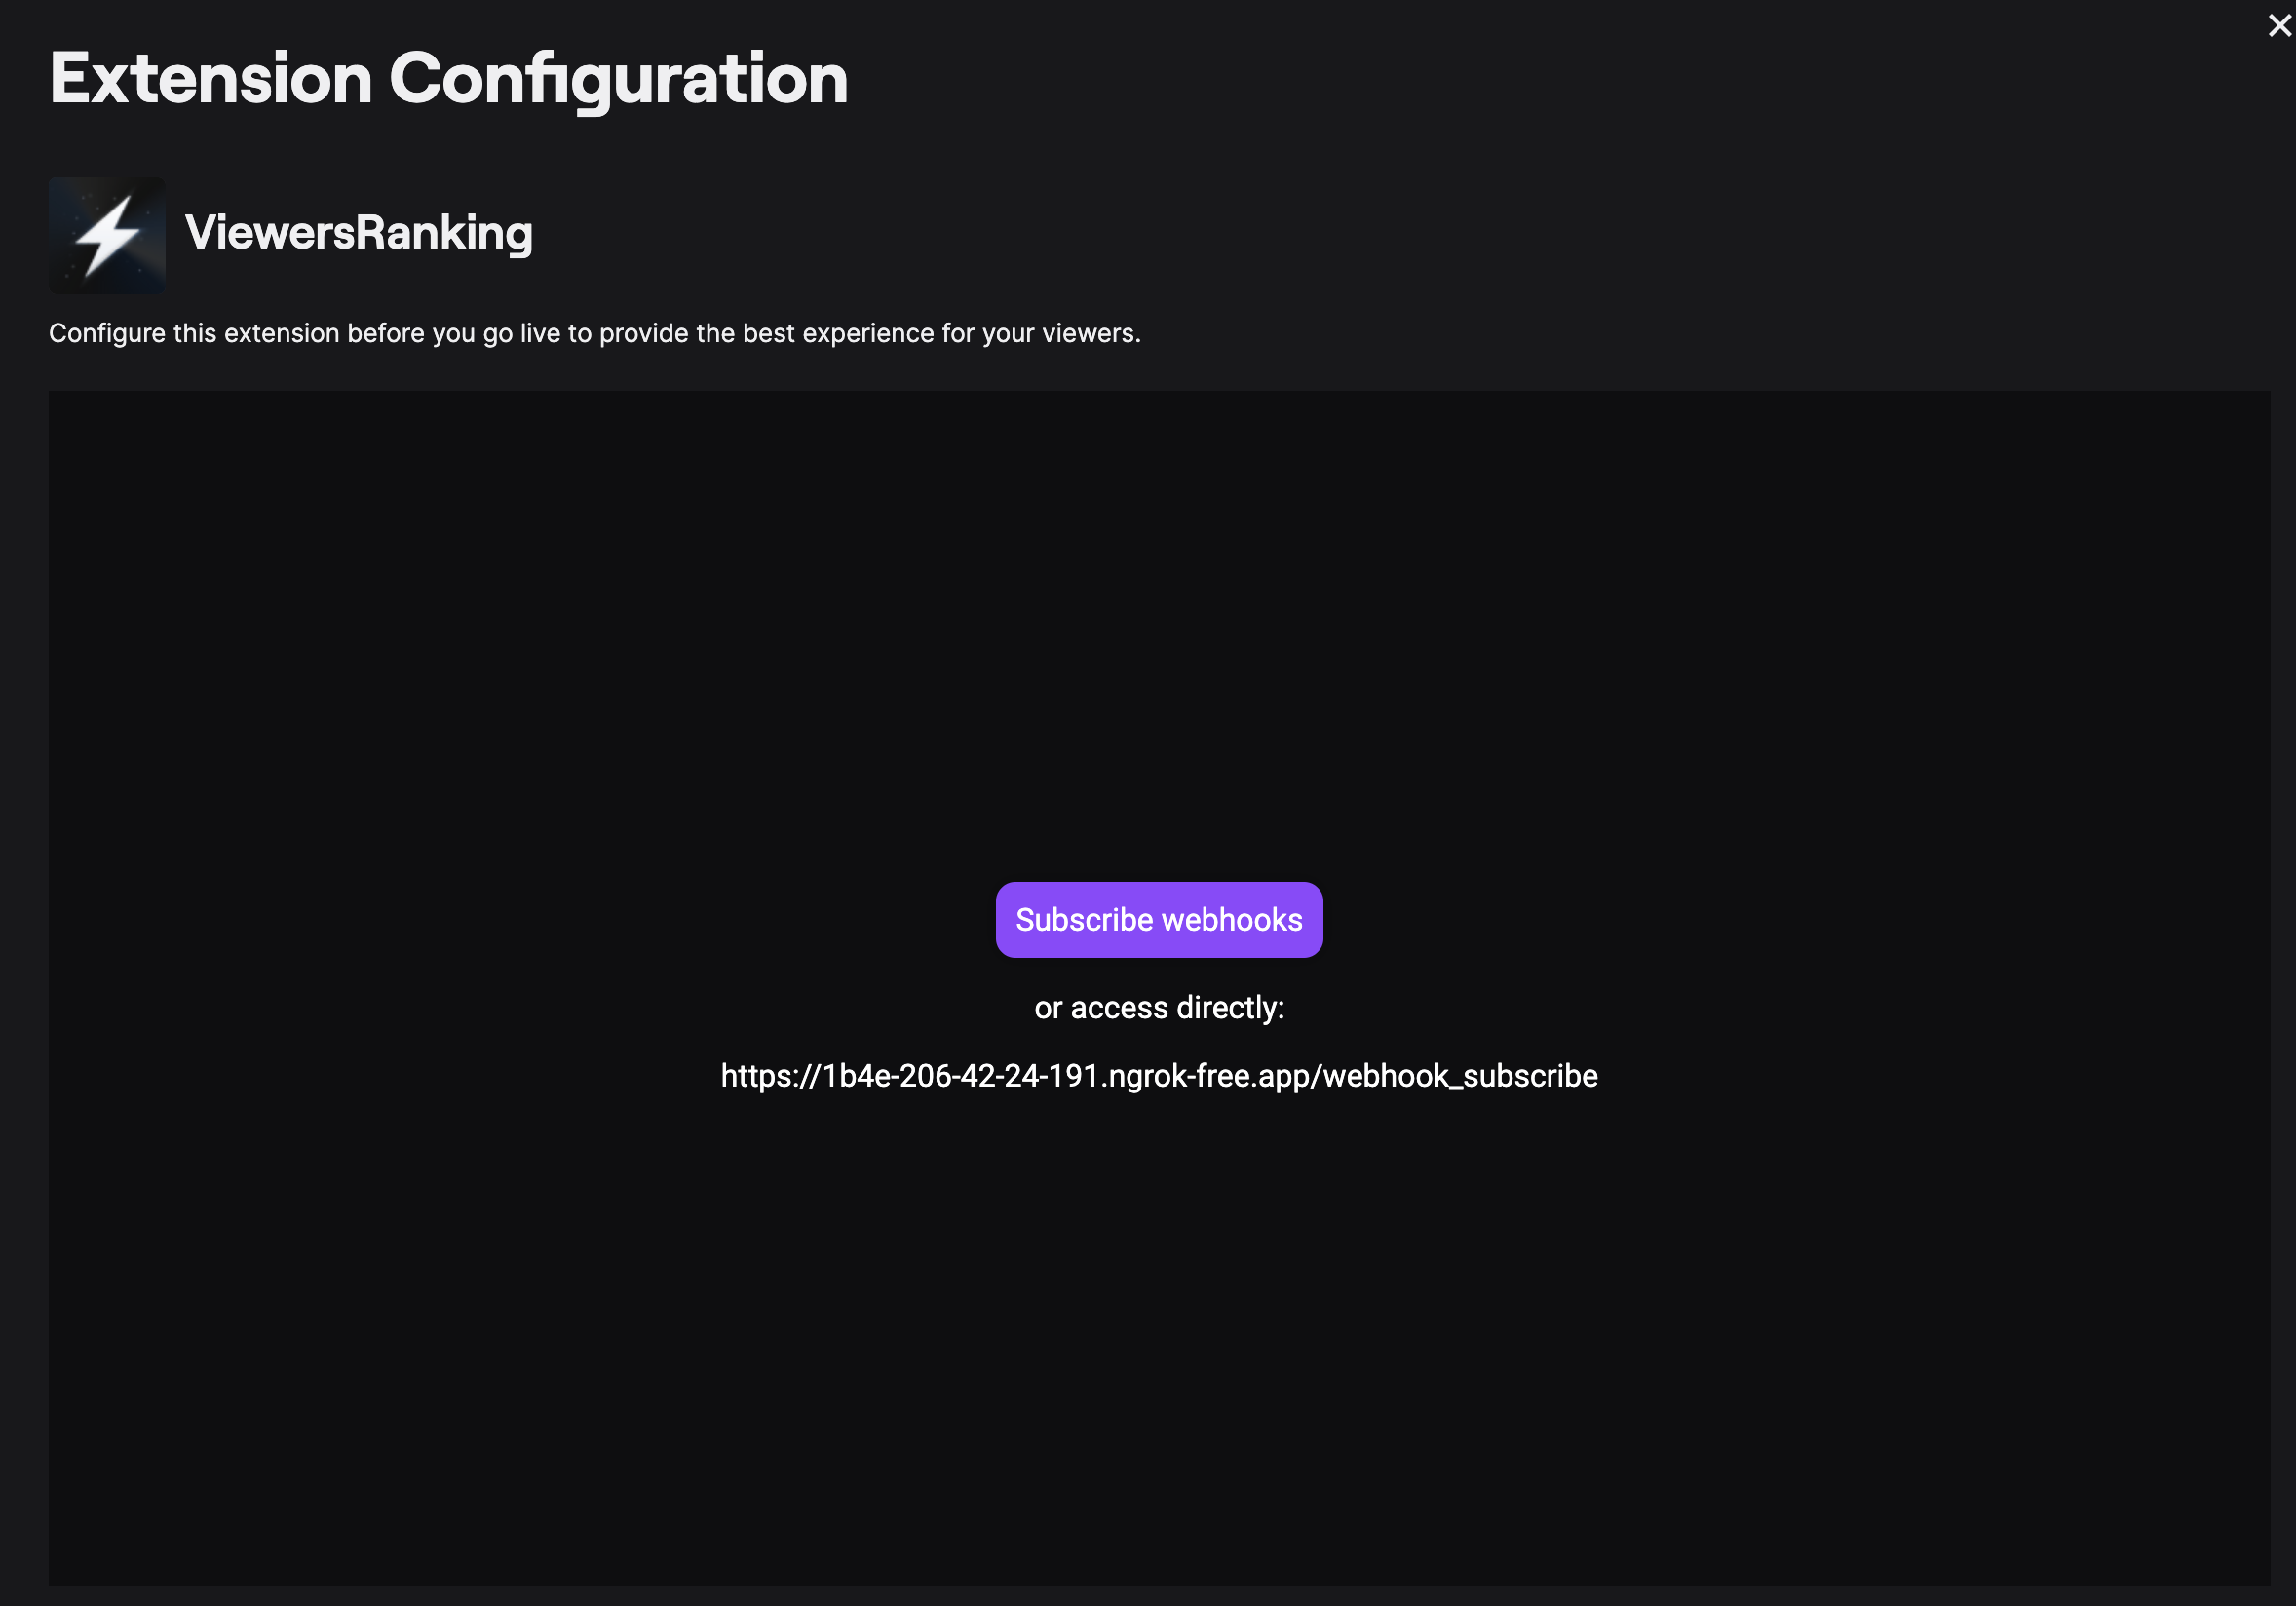 Extension Configuration
ViewersRanking
Configure this extension before you go live to provide the best experience for your viewers.
Subscribe webhooks
or access directly:
https://1b4e-206-42-24-191.ngrok-free.app/webhook_subscribe